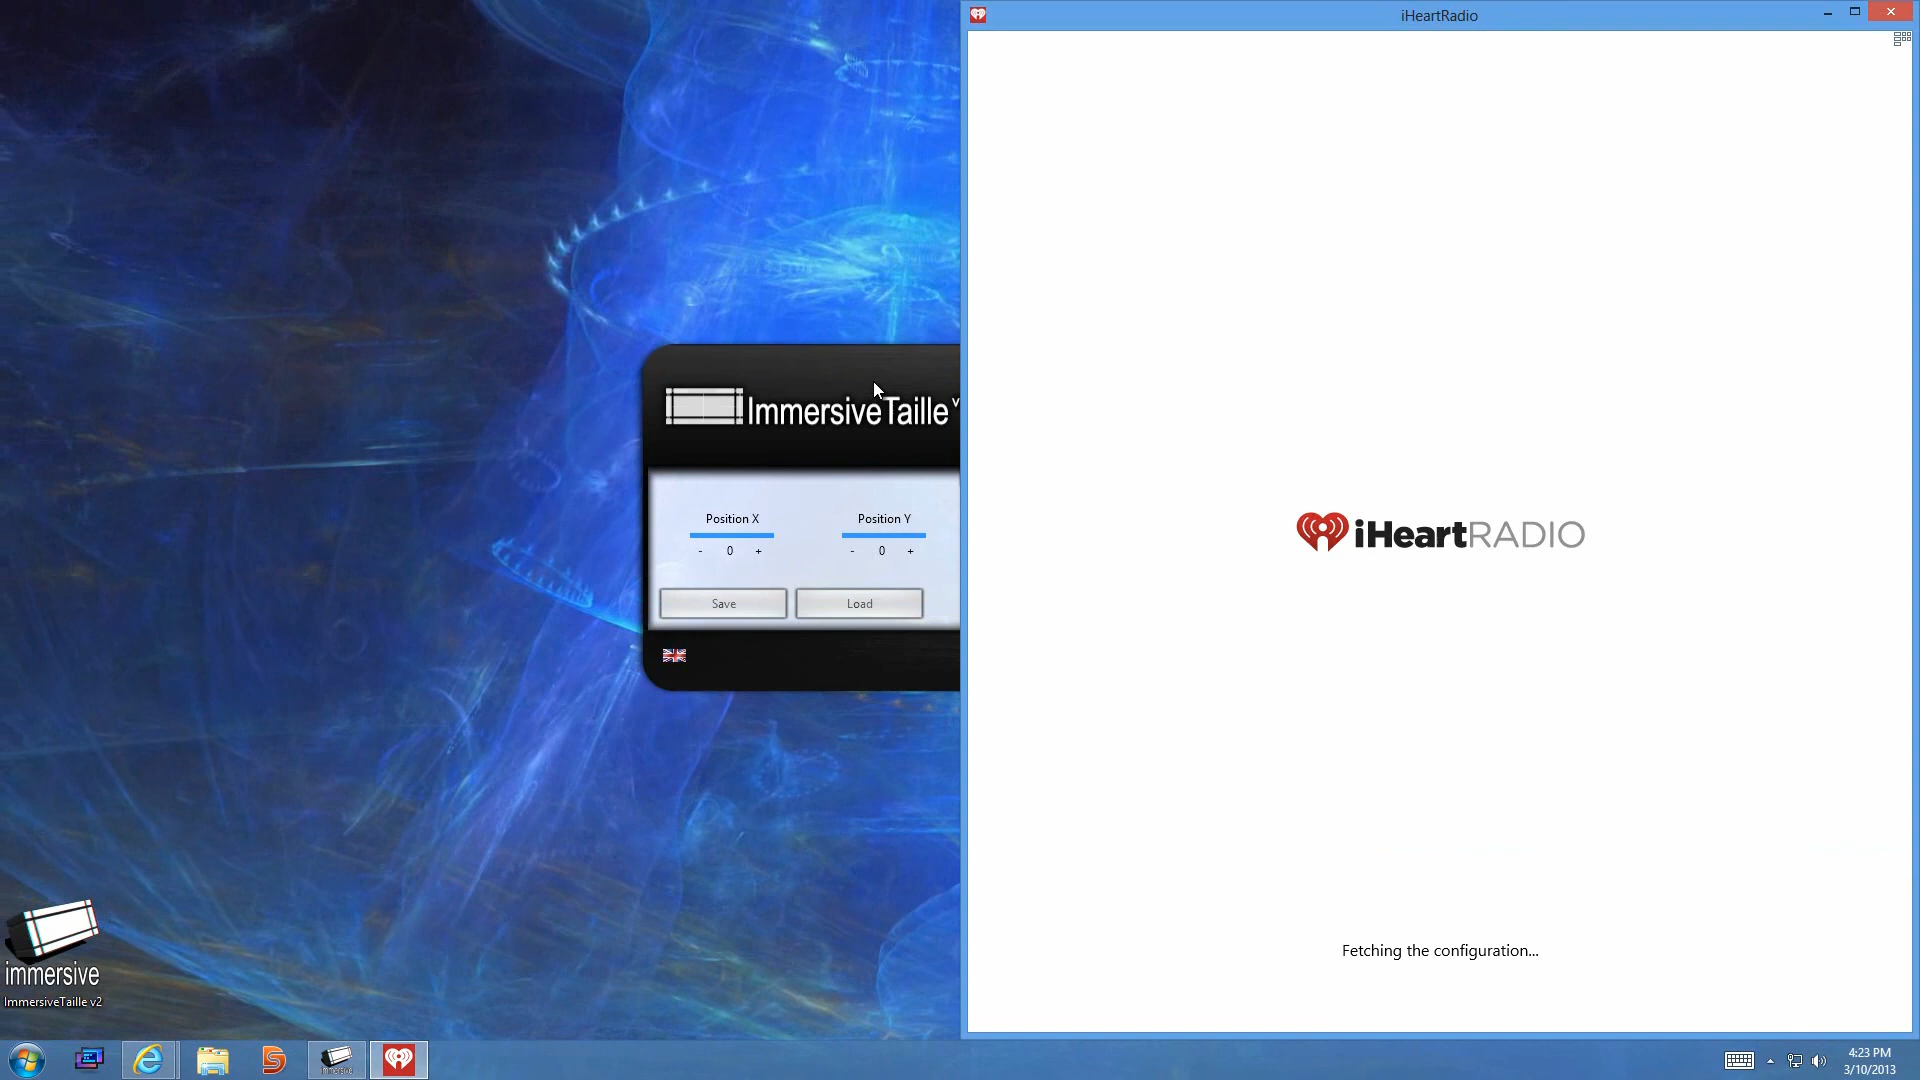 iHeartRadio
ImmersiveTaille v
Position X
Position Y
- 0 +
- 0 +
Save
Load
iHeartRADIO
Fetching the configuration...
immersive
ImmersiveTaille v2
immersive
4:23 PM
3/10/2013